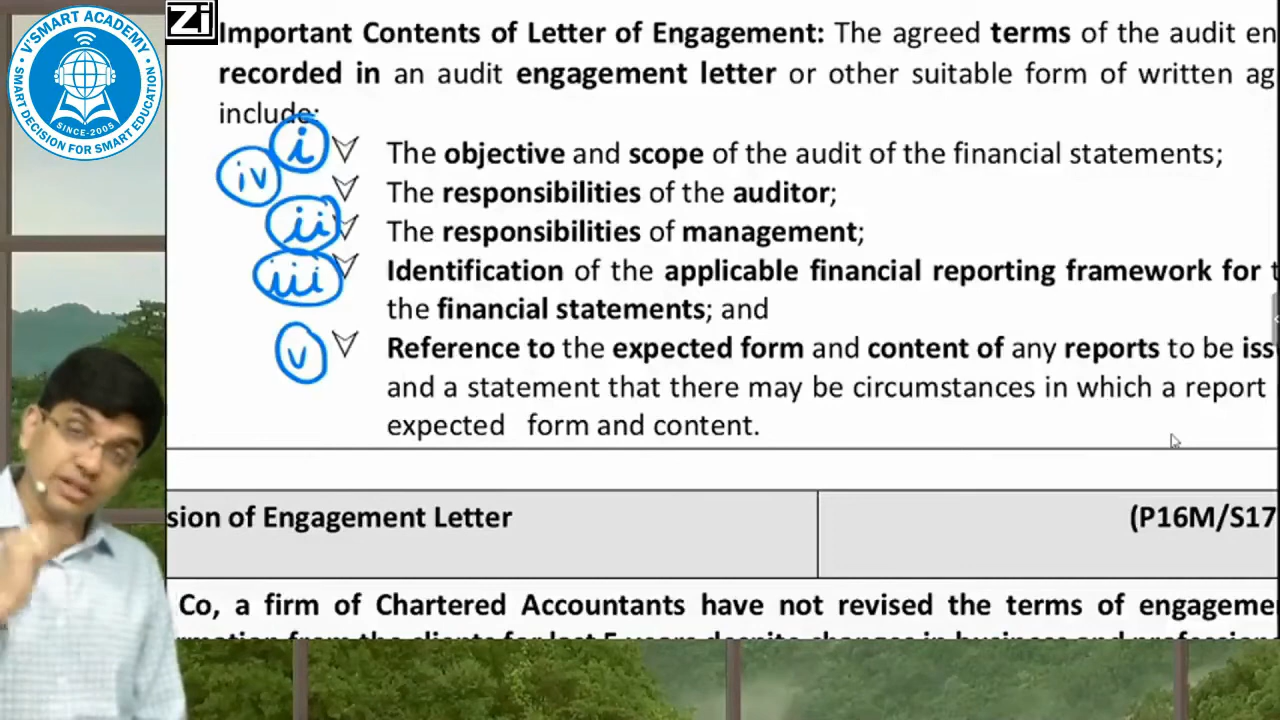 V'SMART ACADEMY
SMART DECISION FOR SMART EDUCATION
SINCE-2005
Zi
Important Contents of Letter of Engagement: The agreed terms of the audit en
recorded in an audit engagement letter or other suitable form of written ag
include:
i The objective and scope of the audit of the financial statements;
iv The responsibilities of the auditor;
ii The responsibilities of management;
iii Identification of the applicable financial reporting framework for t
the financial statements; and
v Reference to the expected form and content of any reports to be iss
and a statement that there may be circumstances in which a report
expected form and content.
sion of Engagement Letter (P16M/S17
Co, a firm of Chartered Accountants have not revised the terms of engageme